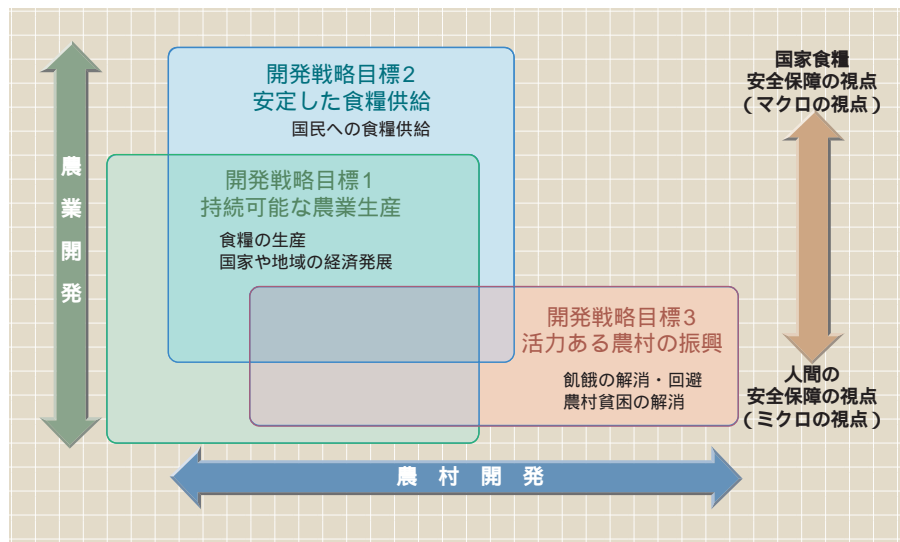 開発戦略目標2
安定した食糧供給
国民への食糧供給
開発戦略目標1
持続可能な農業生産
食糧の生産
国家や地域の経済発展
開発戦略目標3
活力ある農村の振興
飢餓の解消・回避
農村貧困の解消
農業開発
農村開発
国家食糧
安全保障の視点
(マクロの視点)
人間の
安全保障の視点
(ミクロの視点)